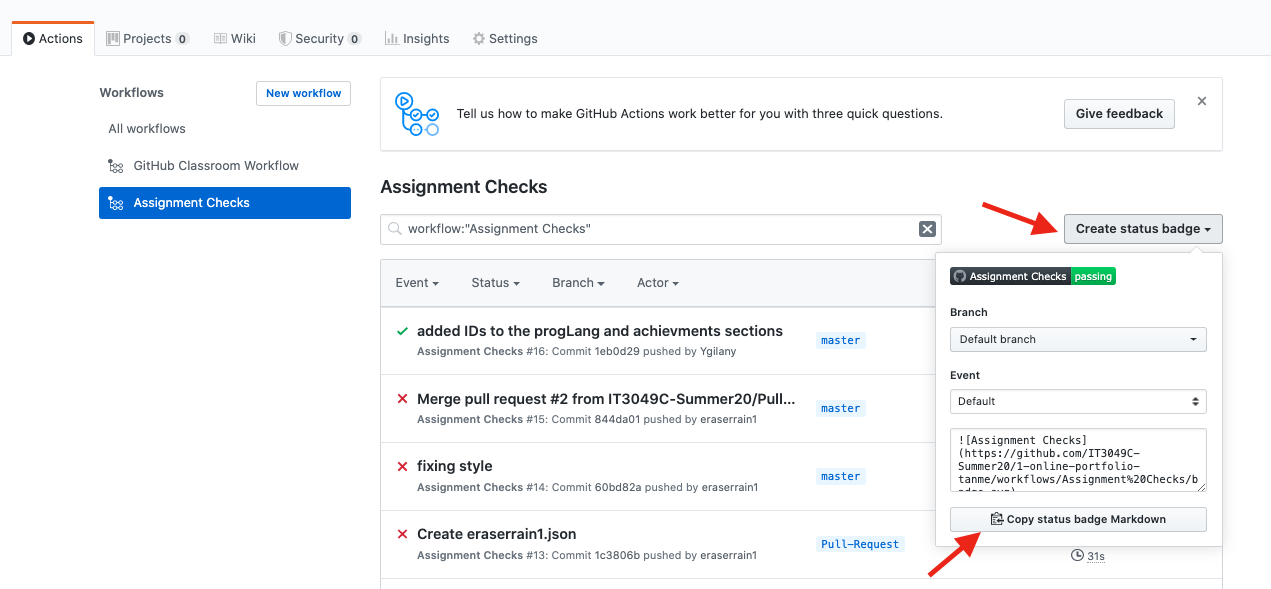 Actions Projects 0 Wiki Security 0 Insights Settings
Workflows
New workflow
All workflows
GitHub Classroom Workflow
Assignment Checks
Tell us how to make GitHub Actions work better for you with three quick questions.
Give feedback
Assignment Checks
workflow:"Assignment Checks"
Create status badge
Event Status Branch Actor
added IDs to the progLang and achievments sections
Assignment Checks #16: Commit 1eb0d29 pushed by Ygilany
master
Merge pull request #2 from IT3049C-Summer20/Pull...
Assignment Checks #15: Commit 844da01 pushed by eraserrain1
master
fixing style
Assignment Checks #14: Commit 60bd82a pushed by eraserrain1
master
Create eraserrain1.json
Assignment Checks #13: Commit 1c3806b pushed by eraserrain1
Pull-Request
31s
Assignment Checks passing
Branch
Default branch
Event
Default
![Assignment Checks]
(https://github.com/IT3049C-
Summer20/1-online-portfolio-
tanme/workflows/Assignment%20Checks/b
Copy status badge Markdown